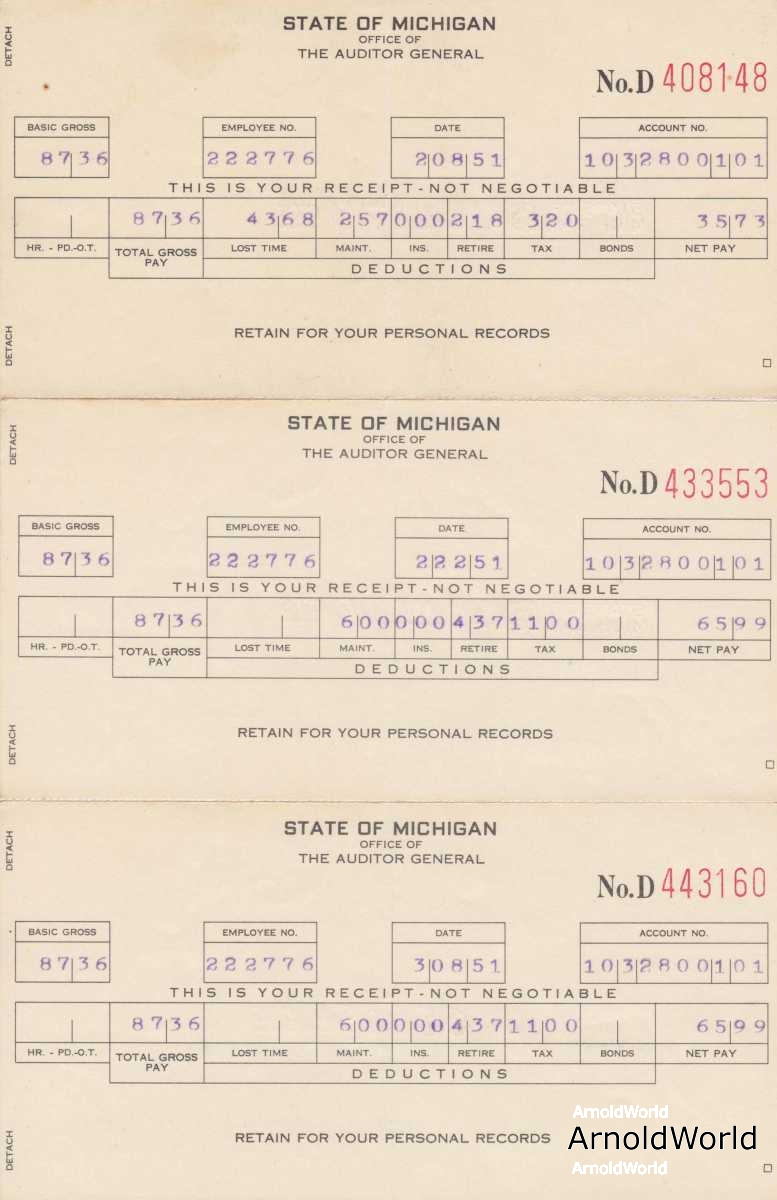 STATE OF MICHIGAN
OFFICE OF
THE AUDITOR GENERAL
DETACH
No.D 408148
BASIC GROSS EMPLOYEE NO. DATE ACCOUNT NO.
87|36 222776 2|08|51 10|32800|1|01
THIS IS YOUR RECEIPT-NOT NEGOTIABLE
87|36 43|68 2|57 0|00 2|18 3|20 35|73
HR. - PD.-O.T. TOTAL GROSS PAY LOST TIME MAINT. INS. RETIRE TAX BONDS NET PAY
DEDUCTIONS
DETACH
RETAIN FOR YOUR PERSONAL RECORDS
STATE OF MICHIGAN
OFFICE OF
THE AUDITOR GENERAL
DETACH
No.D 433553
BASIC GROSS EMPLOYEE NO. DATE ACCOUNT NO.
87|36 222776 2|22|51 10|32800|1|01
THIS IS YOUR RECEIPT-NOT NEGOTIABLE
87|36 6|00 0|00 4|37 11|00 65|99
HR. - PD.-O.T. TOTAL GROSS PAY LOST TIME MAINT. INS. RETIRE TAX BONDS NET PAY
DEDUCTIONS
DETACH
RETAIN FOR YOUR PERSONAL RECORDS
STATE OF MICHIGAN
OFFICE OF
THE AUDITOR GENERAL
DETACH
No.D 443160
BASIC GROSS EMPLOYEE NO. DATE ACCOUNT NO.
87|36 222776 3|08|51 10|32800|1|01
THIS IS YOUR RECEIPT-NOT NEGOTIABLE
87|36 6|00 0|00 4|37 11|00 65|99
HR. - PD.-O.T. TOTAL GROSS PAY LOST TIME MAINT. INS. RETIRE TAX BONDS NET PAY
DEDUCTIONS
DETACH
RETAIN FOR YOUR PERSONAL RECORDS
ArnoldWorld
ArnoldWorld
ArnoldWorld